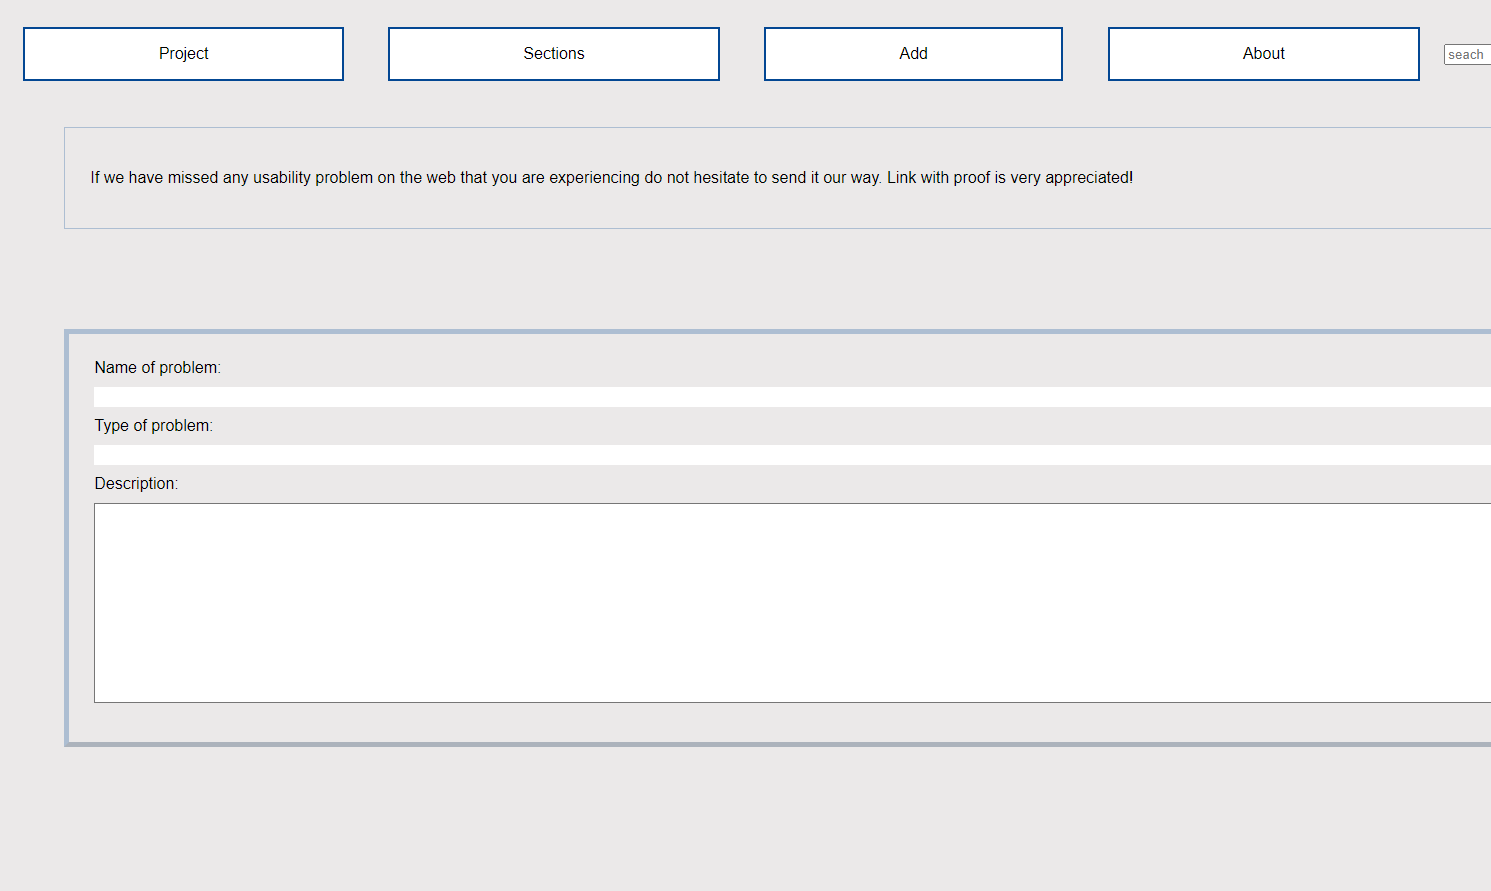 Project
Sections
Add
About
seach
If we have missed any usability problem on the web that you are experiencing do not hesitate to send it our way. Link with proof is very appreciated!
Name of problem:
Type of problem:
Description: